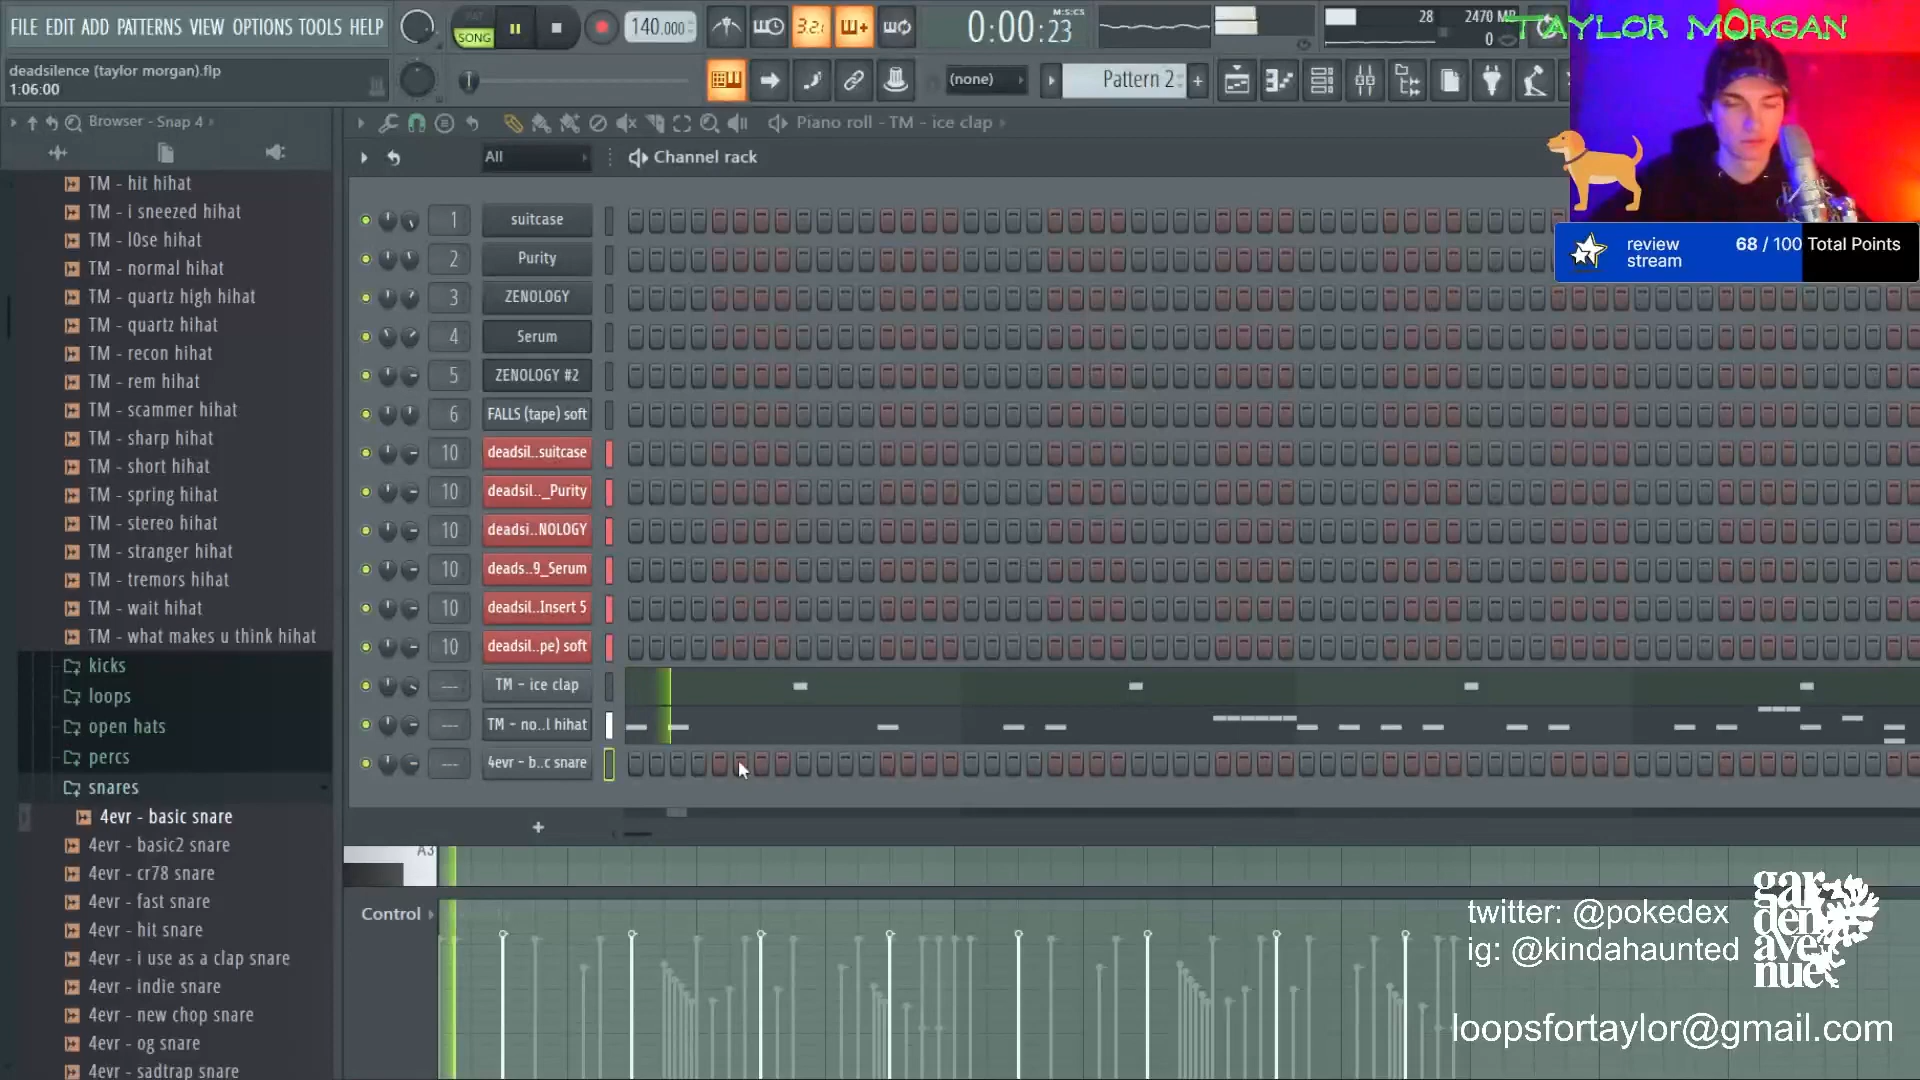 FILE EDIT ADD PATTERNS VIEW OPTIONS TOOLS HELP
PAT
SONG
140.000
3.2.1
0:00:23
M:S:CS
28
2470 MB
0
TAYLOR MORGAN
deadsilence (taylor morgan).flp
1:06:00
(none)
Pattern 2
Browser - Snap 4
Piano roll - TM - ice clap
All
Channel rack
TM - hit hihat
TM - i sneezed hihat
TM - l0se hihat
TM - normal hihat
TM - quartz high hihat
TM - quartz hihat
TM - recon hihat
TM - rem hihat
TM - scammer hihat
TM - sharp hihat
TM - short hihat
TM - spring hihat
TM - stereo hihat
TM - stranger hihat
TM - tremors hihat
TM - wait hihat
TM - what makes u think hihat
kicks
loops
open hats
percs
snares
4evr - basic snare
4evr - basic2 snare
4evr - cr78 snare
4evr - fast snare
4evr - hit snare
4evr - i use as a clap snare
4evr - indie snare
4evr - new chop snare
4evr - og snare
4evr - sadtrap snare
1 suitcase
2 Purity
3 ZENOLOGY
4 Serum
5 ZENOLOGY #2
6 FALLS (tape) soft
10 deadsil..suitcase
10 deadsil.._Purity
10 deadsi..NOLOGY
10 deads..9_Serum
10 deadsil..Insert 5
10 deadsil..pe) soft
--- TM - ice clap
--- TM - no..l hihat
--- 4evr - b..c snare
+
A3
Control
review
stream
68 / 100 Total Points
twitter: @pokedex
ig: @kindahaunted
gar
den
ave
nue
loopsfortaylor@gmail.com